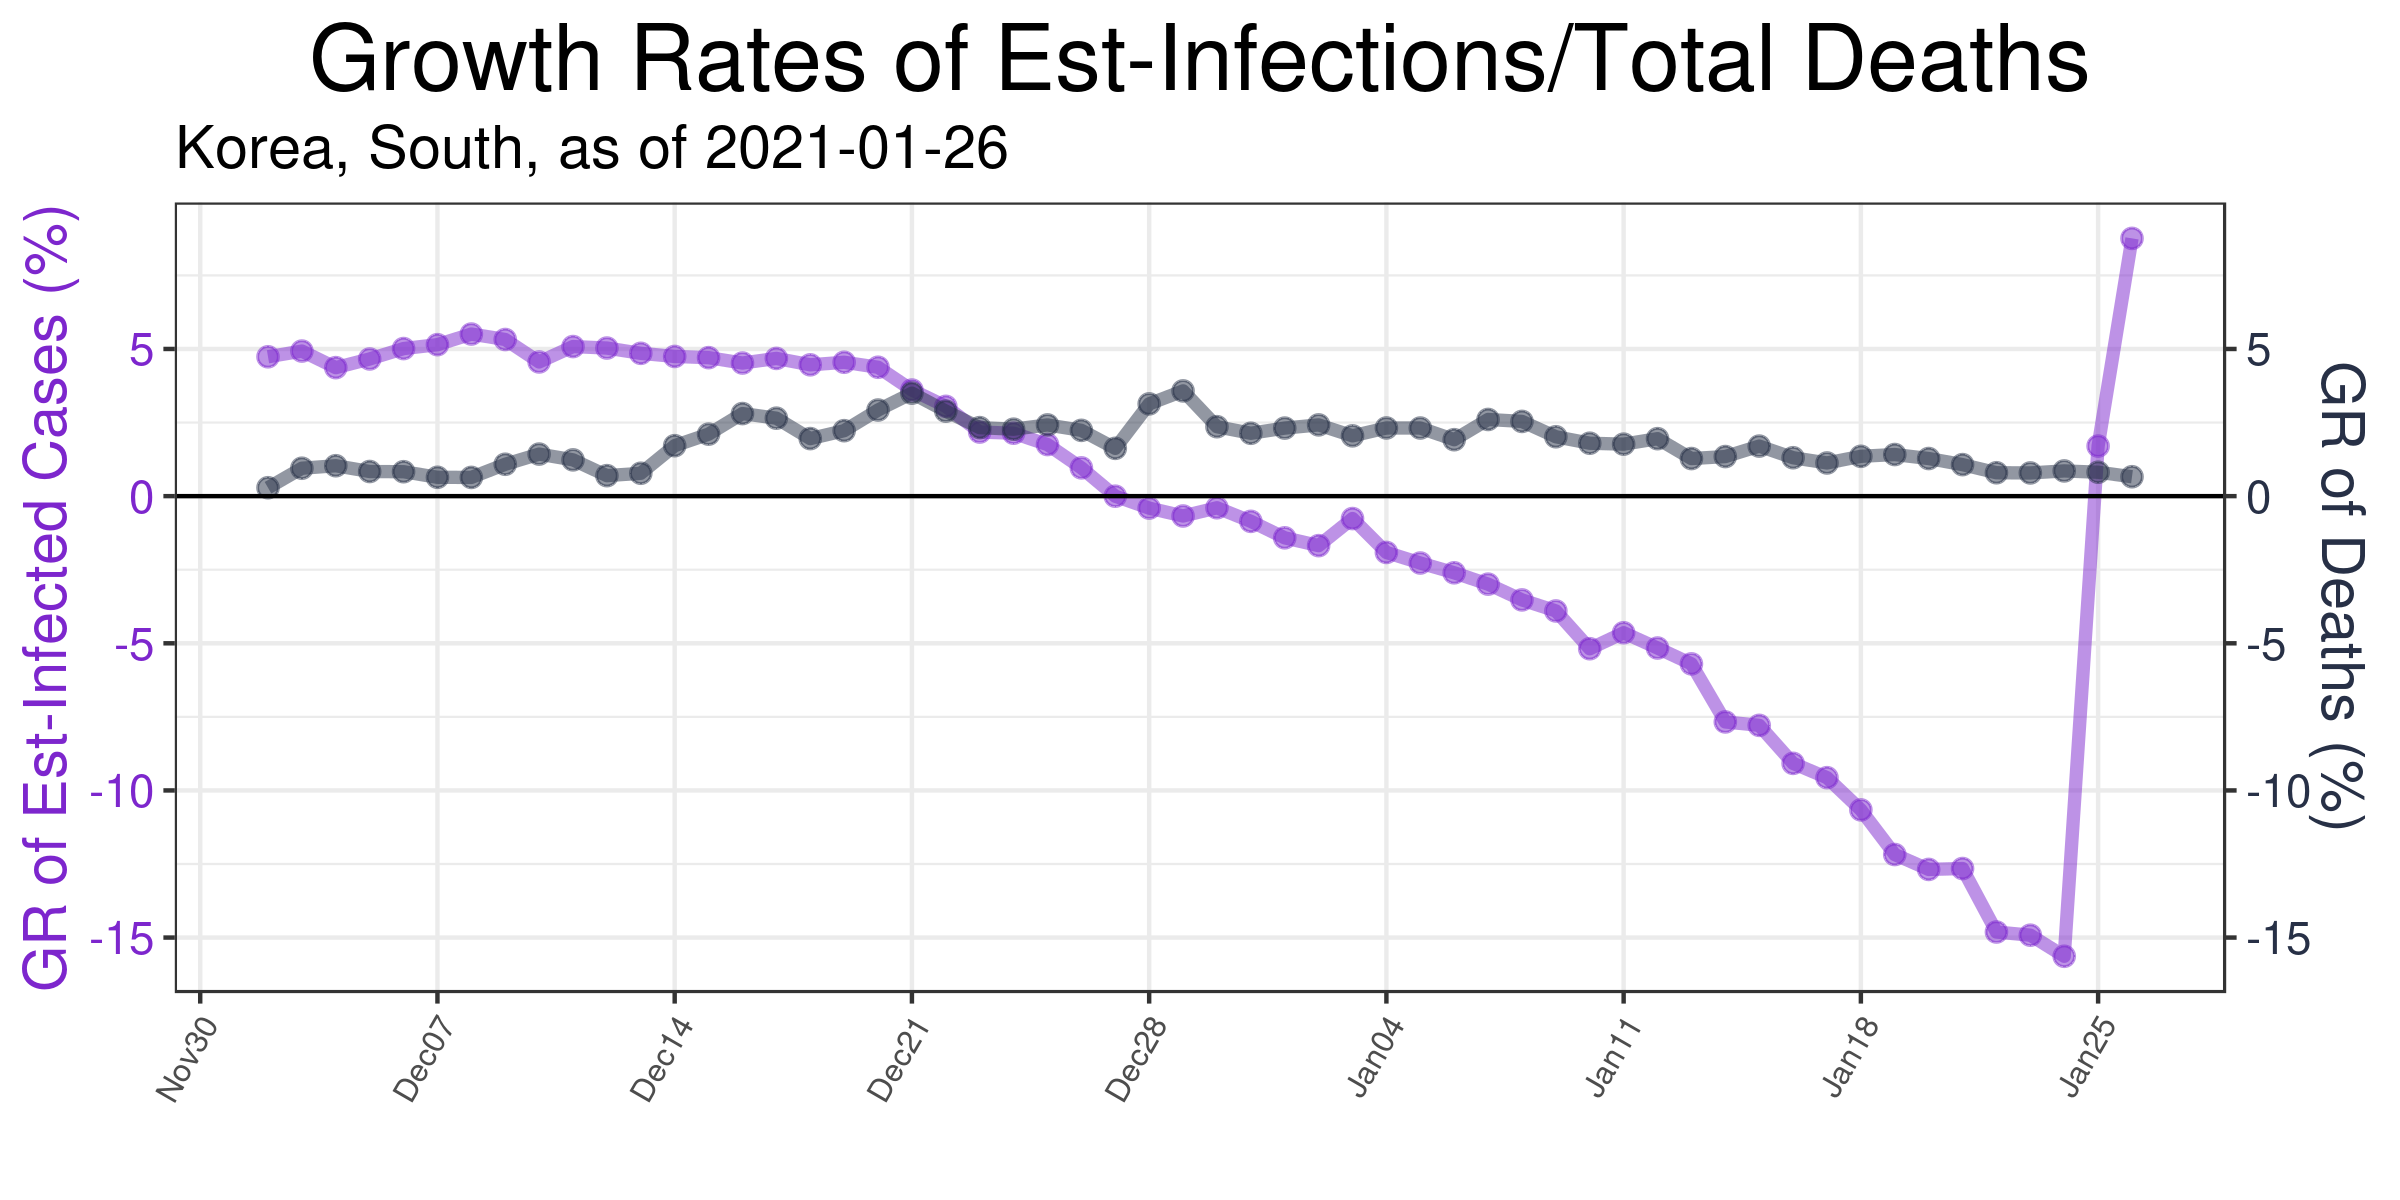 Growth Rates of Est-Infections/Total Deaths
Korea, South, as of 2021-01-26
GR of Est-Infected Cases (%)
5
0
-5
-10
-15
5
0
-5
-10
-15
GR of Deaths (%)
Nov30
Dec07
Dec14
Dec21
Dec28
Jan04
Jan11
Jan18
Jan25